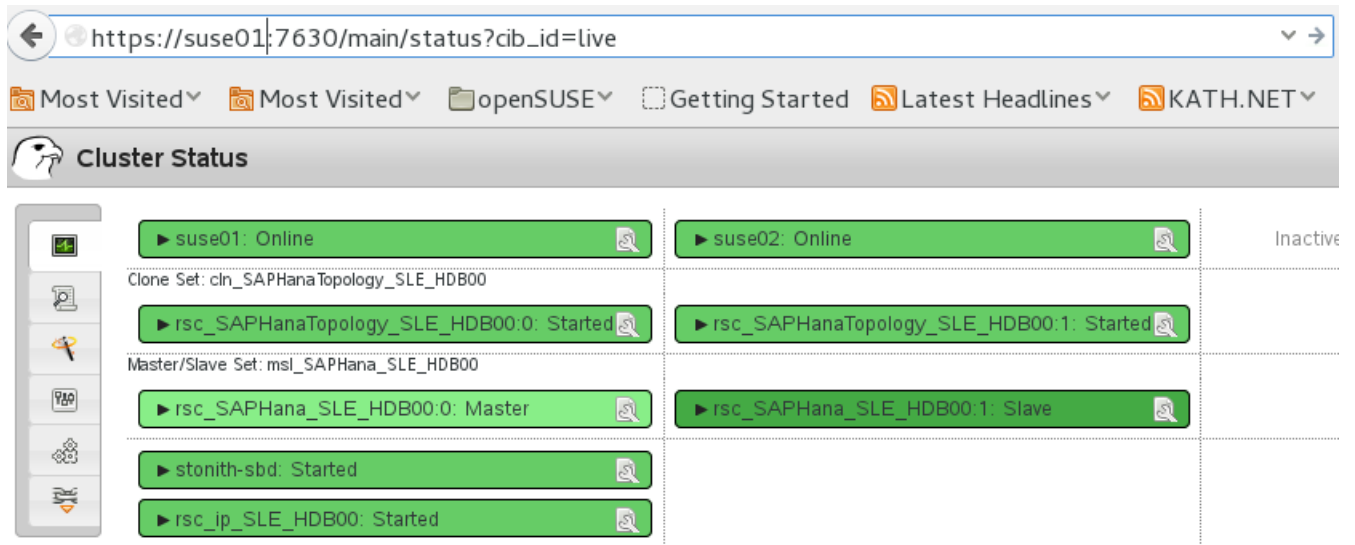 https://suse01:7630/main/status?cib_id=live
Most Visited Most Visited openSUSE Getting Started Latest Headlines KATH.NET
Cluster Status
suse01: Online suse02: Online Inactive
Clone Set: cln_SAPHanaTopology_SLE_HDB00
rsc_SAPHanaTopology_SLE_HDB00:0: Started rsc_SAPHanaTopology_SLE_HDB00:1: Started
Master/Slave Set: msl_SAPHana_SLE_HDB00
rsc_SAPHana_SLE_HDB00:0: Master rsc_SAPHana_SLE_HDB00:1: Slave
stonith-sbd: Started
rsc_ip_SLE_HDB00: Started